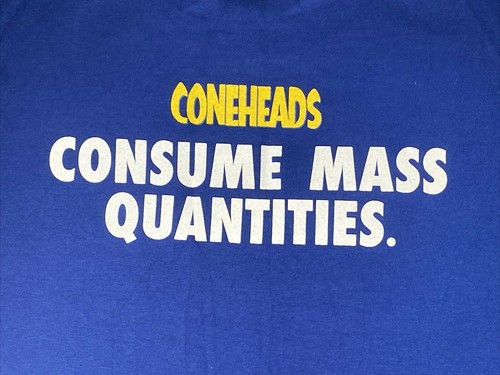 CONEHEADS
CONSUME MASS
QUANTITIES.